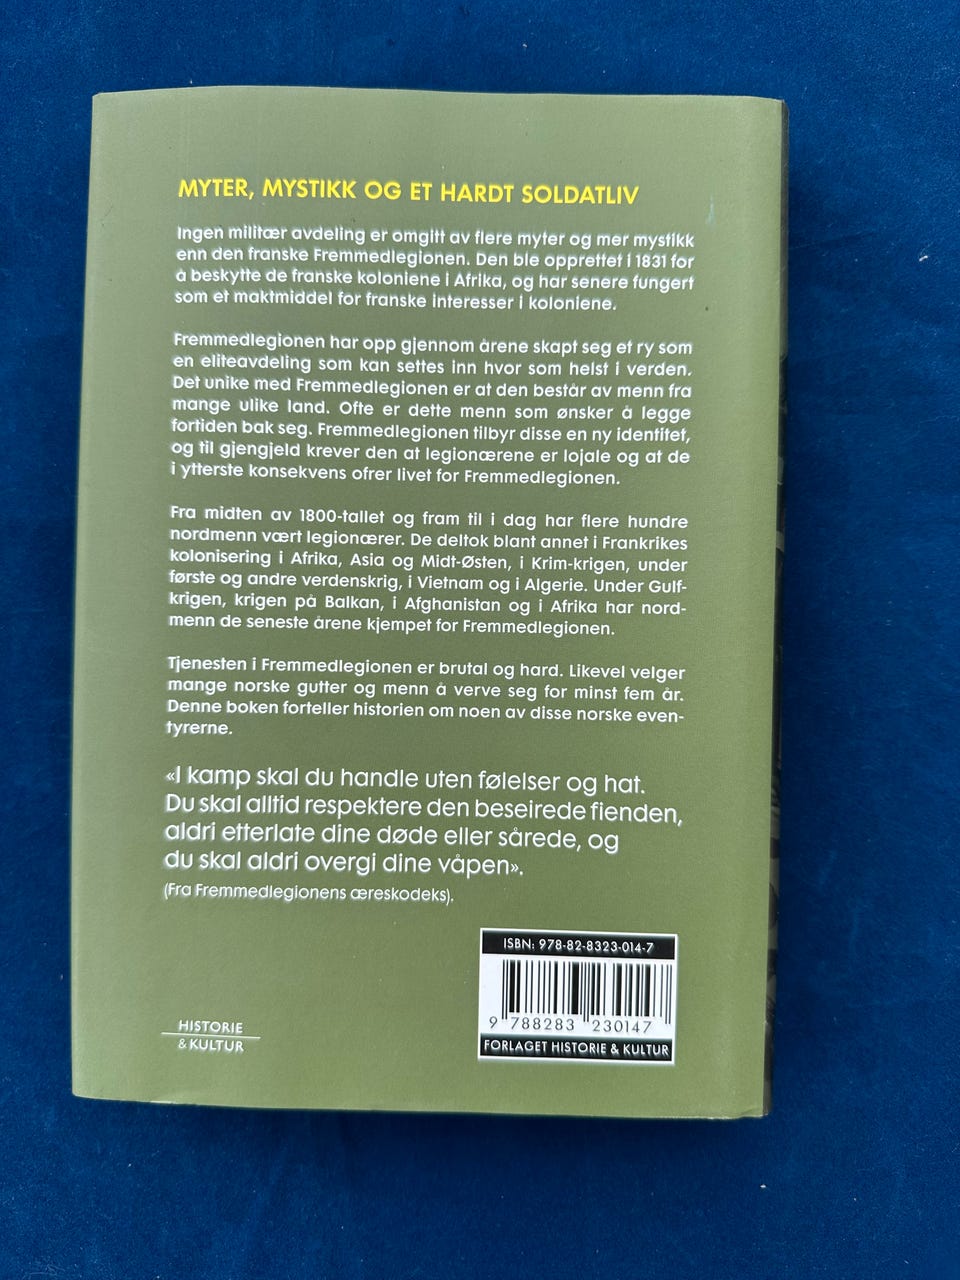 MYTER, MYSTIKK OG ET HARDT SOLDATLIV
Ingen militær avdeling er omgitt av flere myter og mer mystikk
enn den franske Fremmedlegionen. Den ble opprettet i 1831 for
å beskytte de franske koloniene i Afrika, og har senere fungert
som et maktmiddel for franske interesser i koloniene.
Fremmedlegionen har opp gjennom årene skapt seg et ry som
en eliteavdeling som kan settes inn hvor som helst i verden.
Det unike med Fremmedlegionen er at den består av menn fra
mange ulike land. Ofte er dette menn som ønsker å legge
fortiden bak seg. Fremmedlegionen tilbyr disse en ny identitet,
og til gjengjeld krever den at legionærene er lojale og at de
i ytterste konsekvens ofrer livet for Fremmedlegionen.
Fra midten av 1800-tallet og fram til i dag har flere hundre
nordmenn vært legionærer. De deltok blant annet i Frankrikes
kolonisering i Afrika, Asia og Midt-Østen, i Krim-krigen, under
første og andre verdenskrig, i Vietnam og i Algerie. Under Gulf-
krigen, krigen på Balkan, i Afghanistan og i Afrika har nord-
menn de seneste årene kjempet for Fremmedlegionen.
Tjenesten i Fremmedlegionen er brutal og hard. Likevel velger
mange norske gutter og menn å verve seg for minst fem år.
Denne boken forteller historien om noen av disse norske even-
tyrerne.
«I kamp skal du handle uten følelser og hat.
Du skal alltid respektere den beseirede fienden,
aldri etterlate dine døde eller sårede, og
du skal aldri overgi dine våpen».
(Fra Fremmedlegionens æreskodeks).
ISBN: 978-82-8323-014-7
9 788283 230147
FORLAGET HISTORIE & KULTUR
HISTORIE
& KULTUR